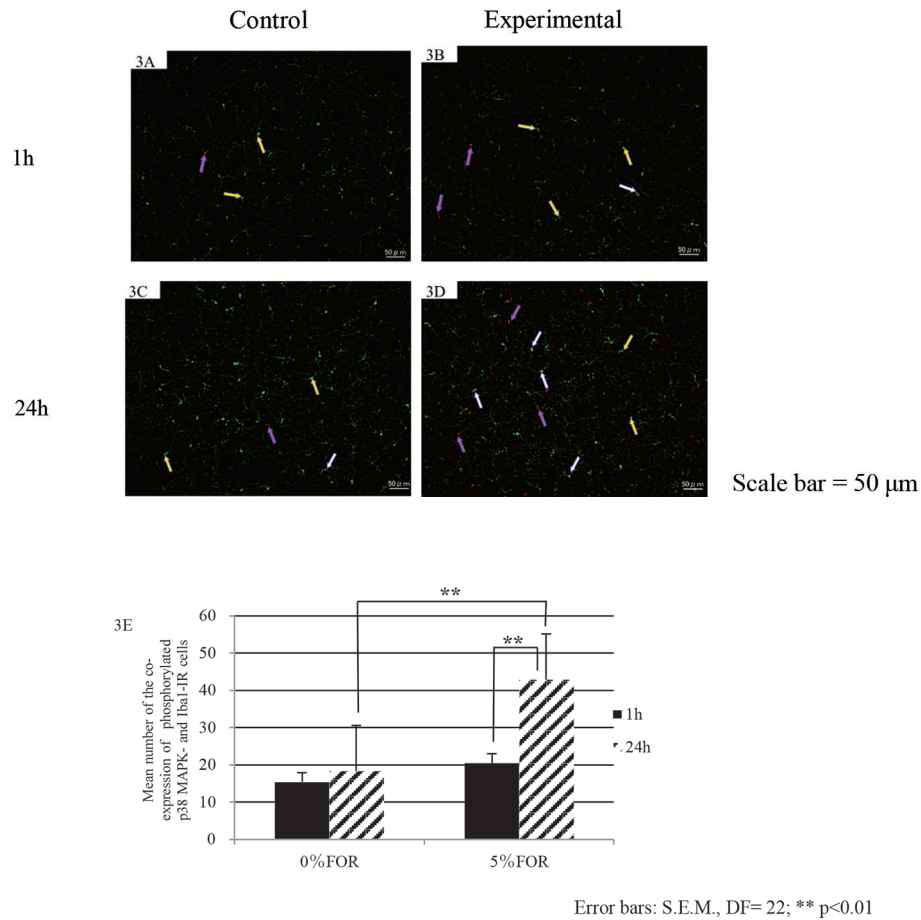 Control Experimental
3A
3B
1h
50 μm
50 μm
3C
3D
24h
50 μm
50 μm
Scale bar = 50 μm
3E
Mean number of the co-
expression of phosphorylated
p38 MAPK- and Iba1-IR cells
60
50
40
30
20
10
0
**
**
1h
24h
0%FOR
5%FOR
Error bars: S.E.M., DF= 22; ** p<0.01